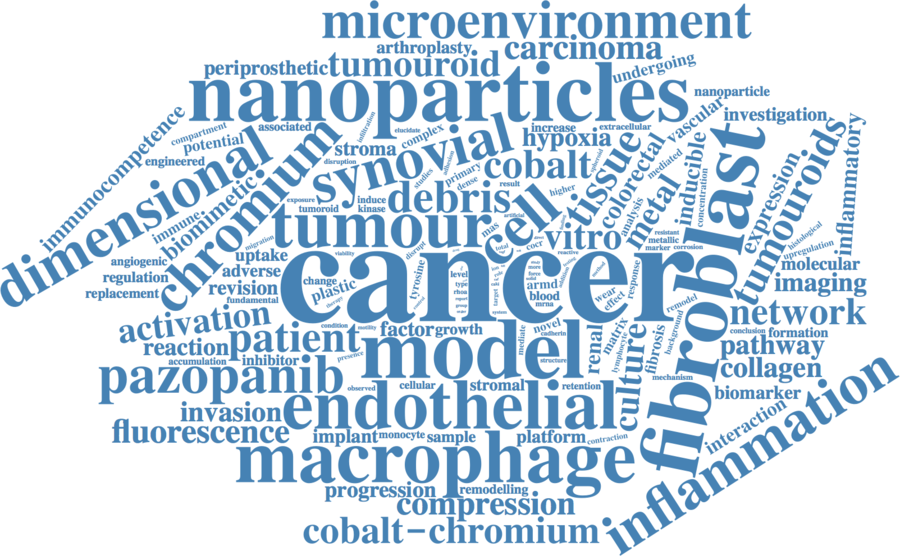 microenvironment
arthroplasty
carcinoma
periprosthetic
tumouroid
undergoing
nanoparticles
nanoparticle
vascular
investigation
immunocompetence
compartment
potential
associated
infiltration
elucidate
complex
increase
extracellular
hypoxia
engineered
stroma
disruption
synovial
cobalt
tissue
colorectal
mediated
inducible
fibroblast
expression
tumouroids
inflammatory
dimensional
immune
biomimetic
chromium
exposure
tumoroid
induce
kinase
studies
primary
dense
result
higher
debris
cell
metal
analysis
concentration
histological
upregulation
migration
tumour
mas
artificial
vitro
resistant
metallic
marker
corrosion
angiogenic
regulation
replacement
uptake
adverse
revision
fundamental
viability
disrupt
total
cocr
reactive
cancer
molecular
imaging
change
plastic
therapy
tyrosine
level
type
rhoa
target
system
more
armd
blood
mrna
wear
effect
response
remodel
network
activation
reaction
accumulation
patient
inhibitor
condition
motility
presence
factor
growth
model
mediate
novel
cadherin
structure
renal
matrix
lymphocyte
fibrosis
background
conclusion
formation
pathway
collagen
mechanism
biomarker
pazopanib
observed
cellular
stromal
retention
culture
endothelial
contraction
invasion
fluorescence
implant
monocyte
sample
platform
interaction
inflammation
macrophage
progression
remodelling
compression
cobalt-chromium